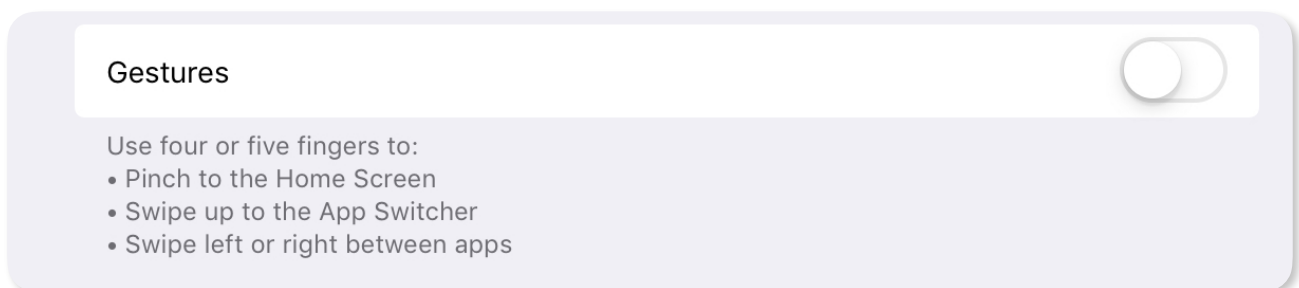 Gestures
Use four or five fingers to:
• Pinch to the Home Screen
• Swipe up to the App Switcher
• Swipe left or right between apps